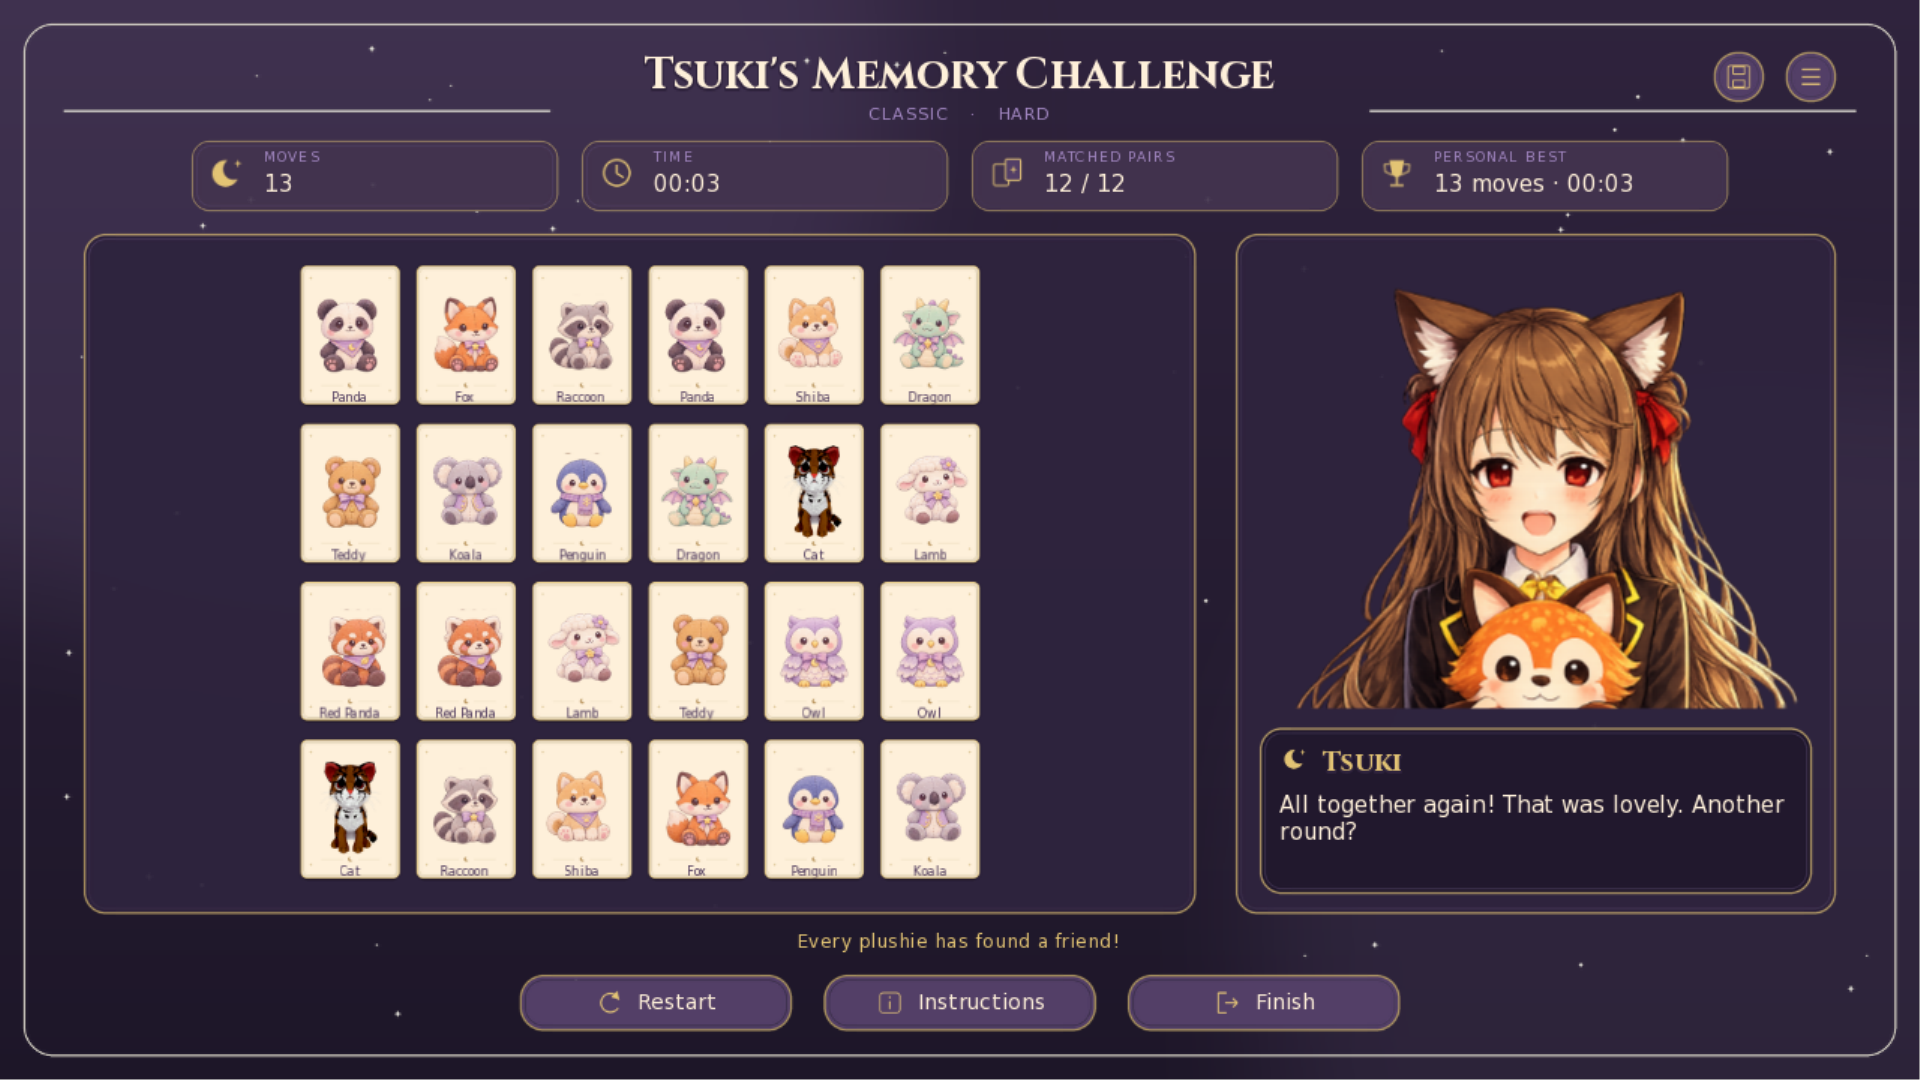 Tsuki's Memory Challenge
CLASSIC · HARD
MOVES
13
TIME
00:03
MATCHED PAIRS
12 / 12
PERSONAL BEST
13 moves · 00:03
Panda
Fox
Raccoon
Panda
Shiba
Dragon
Teddy
Koala
Penguin
Dragon
Cat
Lamb
Red Panda
Red Panda
Lamb
Teddy
Owl
Owl
Cat
Raccoon
Shiba
Fox
Penguin
Koala
Tsuki
All together again! That was lovely. Another
round?
Every plushie has found a friend!
Restart
Instructions
Finish